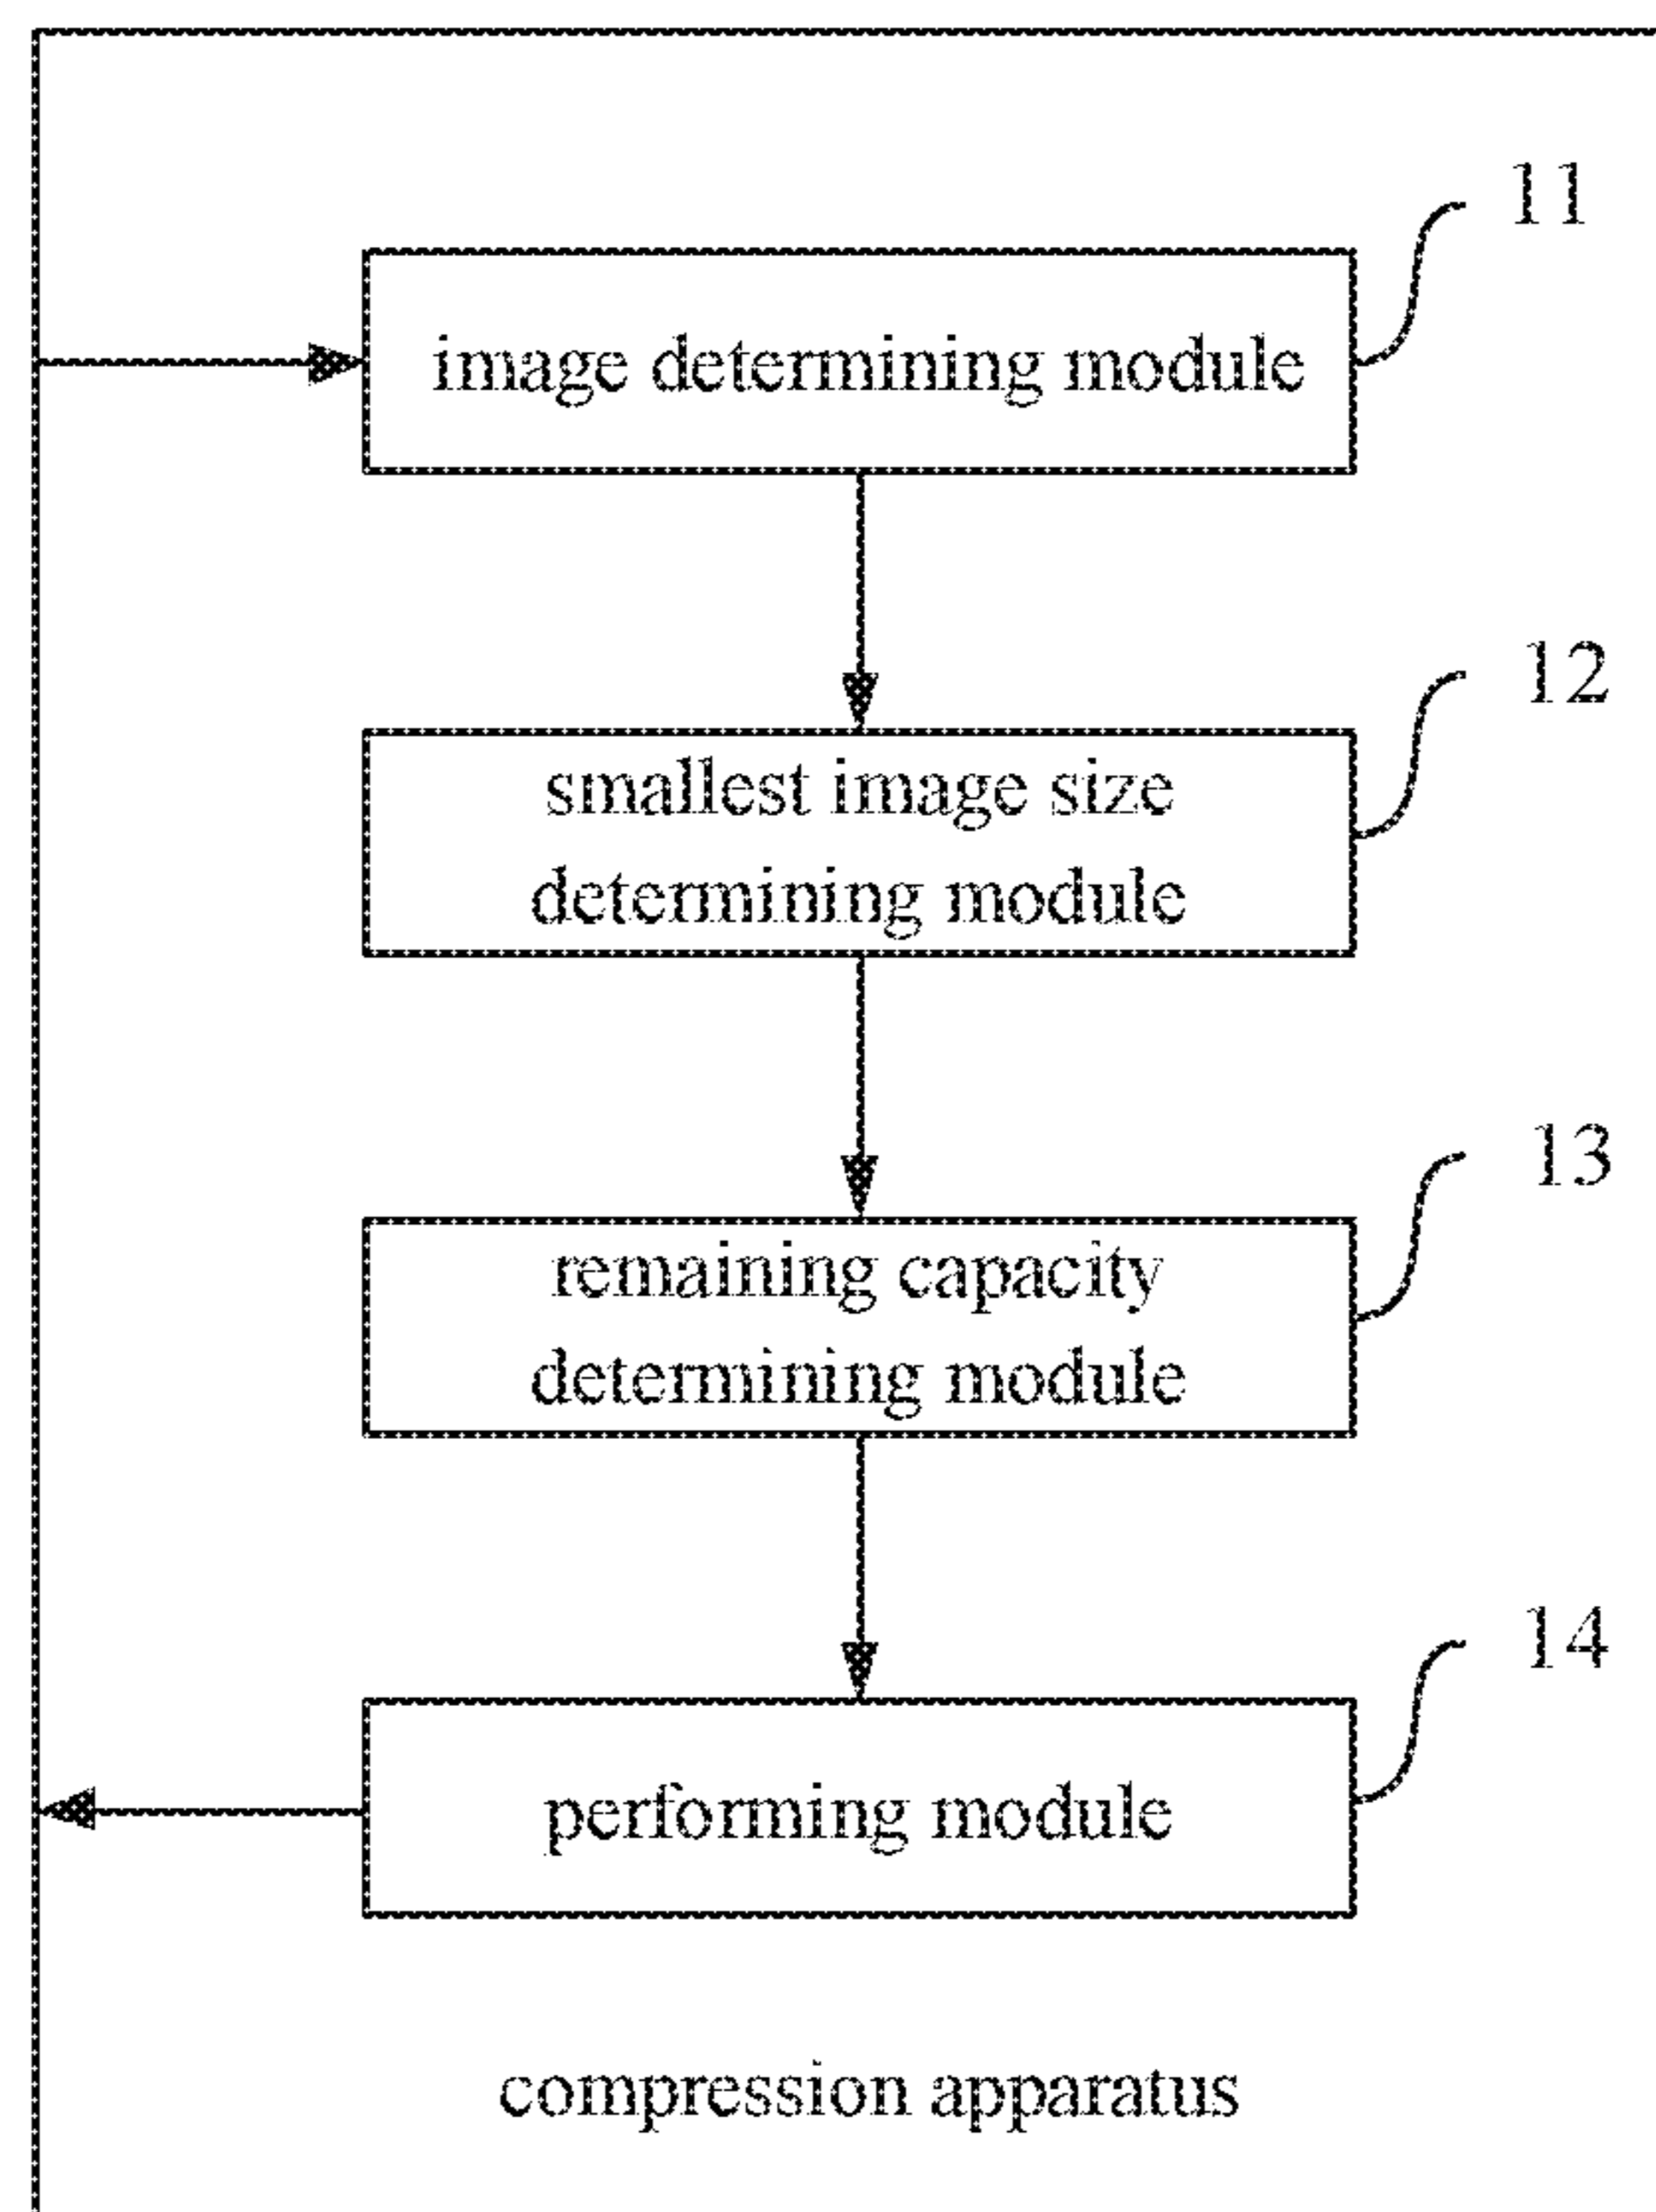 11
image determining module
12
smallest image size
determining module
13
remaining capacity
determining module
14
performing module
compression apparatus